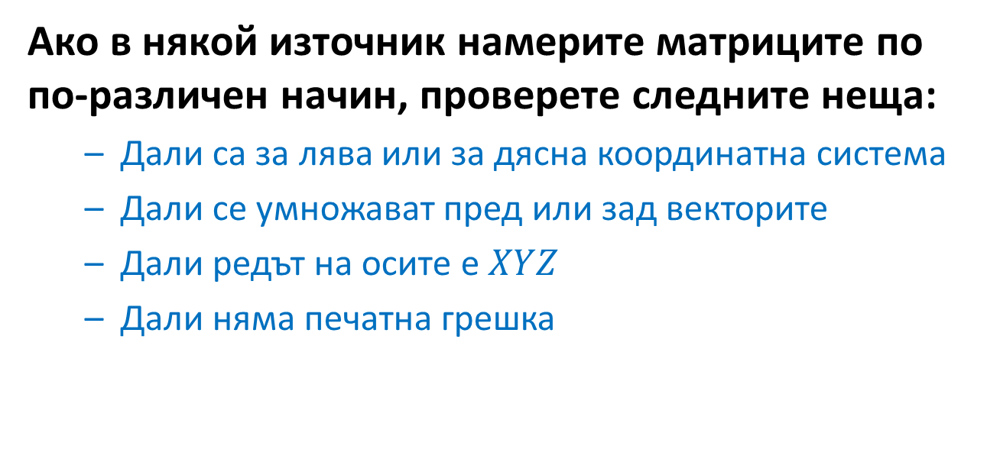 Ако в някой източник намерите матриците по
по-различен начин, проверете следните неща:
– Дали са за лява или за дясна координатна система
– Дали се умножават пред или зад векторите
– Дали редът на осите е XYZ
– Дали няма печатна грешка